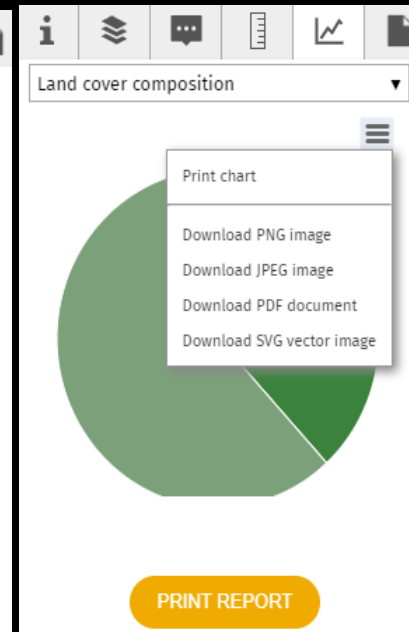 Land cover composition
Print chart
Download PNG image
Download JPEG image
Download PDF document
Download SVG vector image
PRINT REPORT